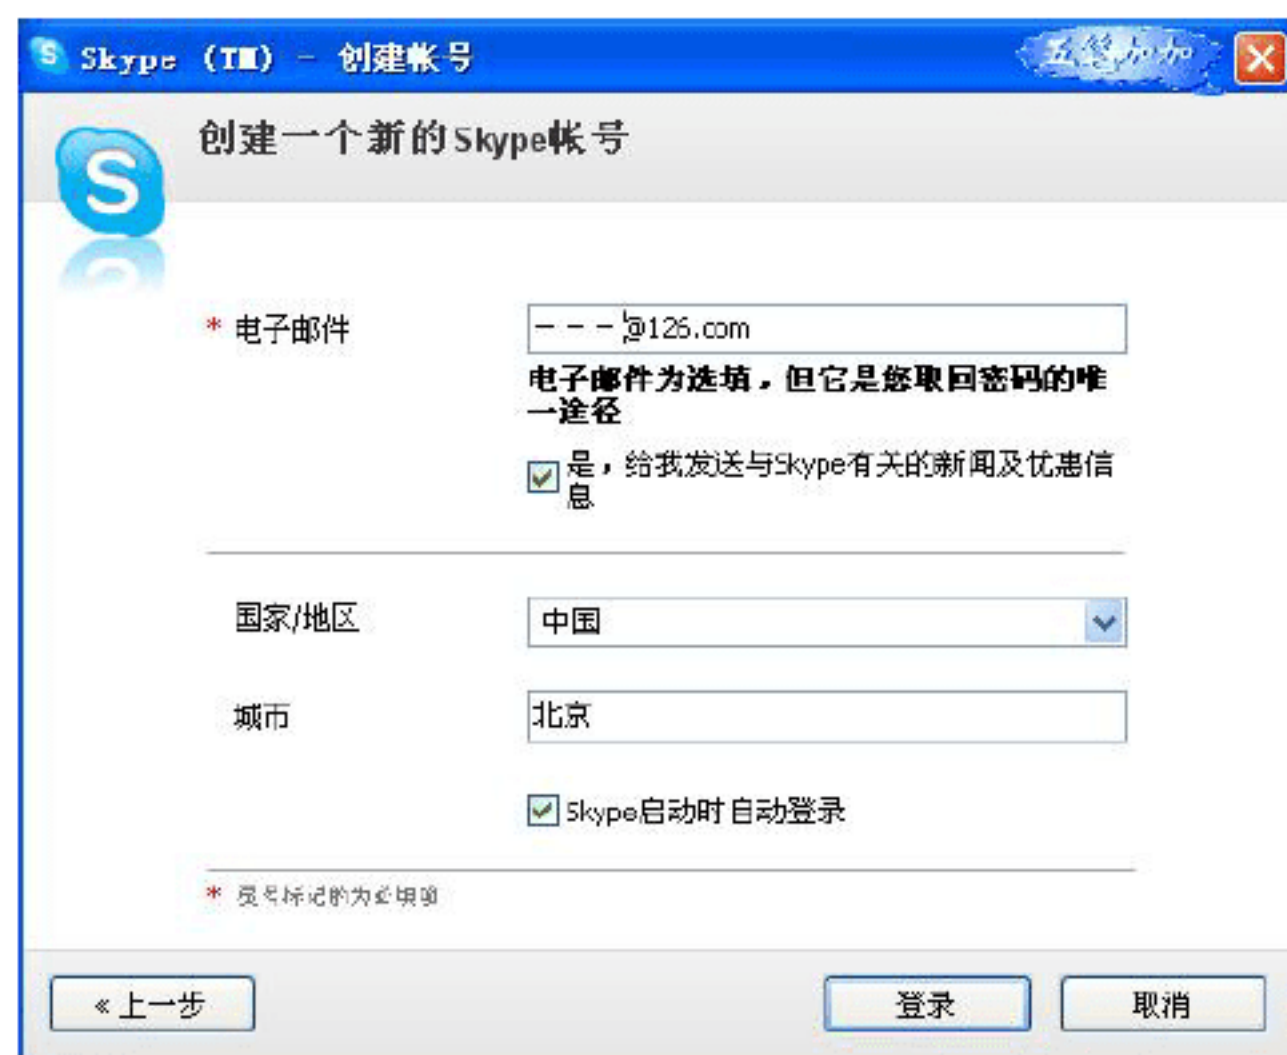 Skype (TM) - 创建帐号
五笔加加
创建一个新的Skype帐号
* 电子邮件
---@126.com
电子邮件为选填，但它是您取回密码的唯
一途径
是，给我发送与Skype有关的新闻及优惠信
息
国家/地区
中国
城市
北京
Skype启动时自动登录
* 星号标记的为必填项
«上一步
登录
取消